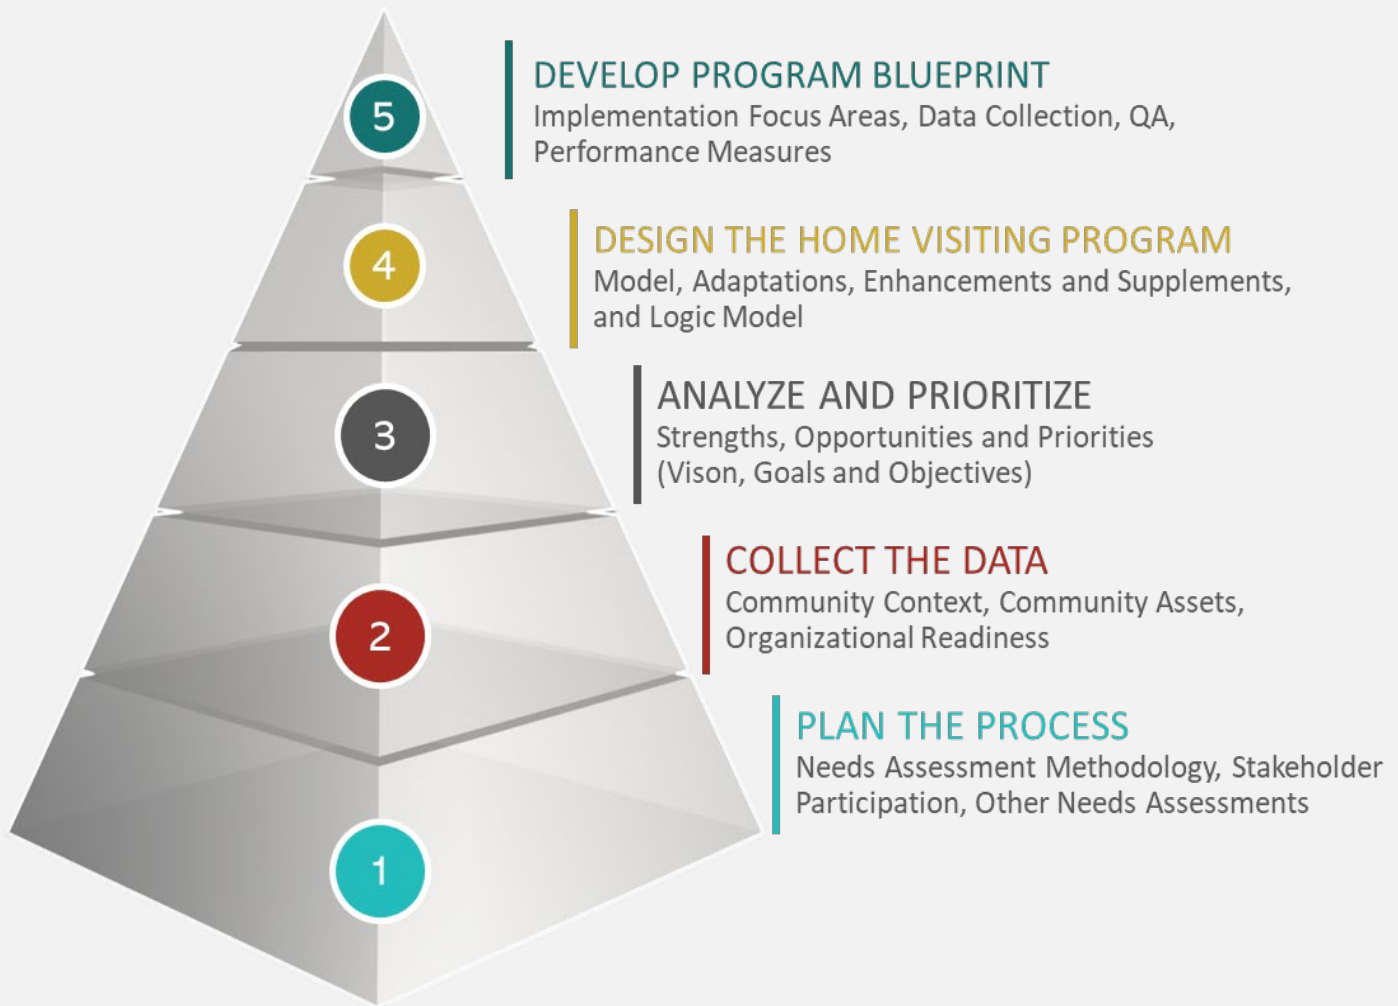 5
DEVELOP PROGRAM BLUEPRINT
Implementation Focus Areas, Data Collection, QA,
Performance Measures
4
DESIGN THE HOME VISITING PROGRAM
Model, Adaptations, Enhancements and Supplements,
and Logic Model
3
ANALYZE AND PRIORITIZE
Strengths, Opportunities and Priorities
(Vison, Goals and Objectives)
2
COLLECT THE DATA
Community Context, Community Assets,
Organizational Readiness
1
PLAN THE PROCESS
Needs Assessment Methodology, Stakeholder
Participation, Other Needs Assessments